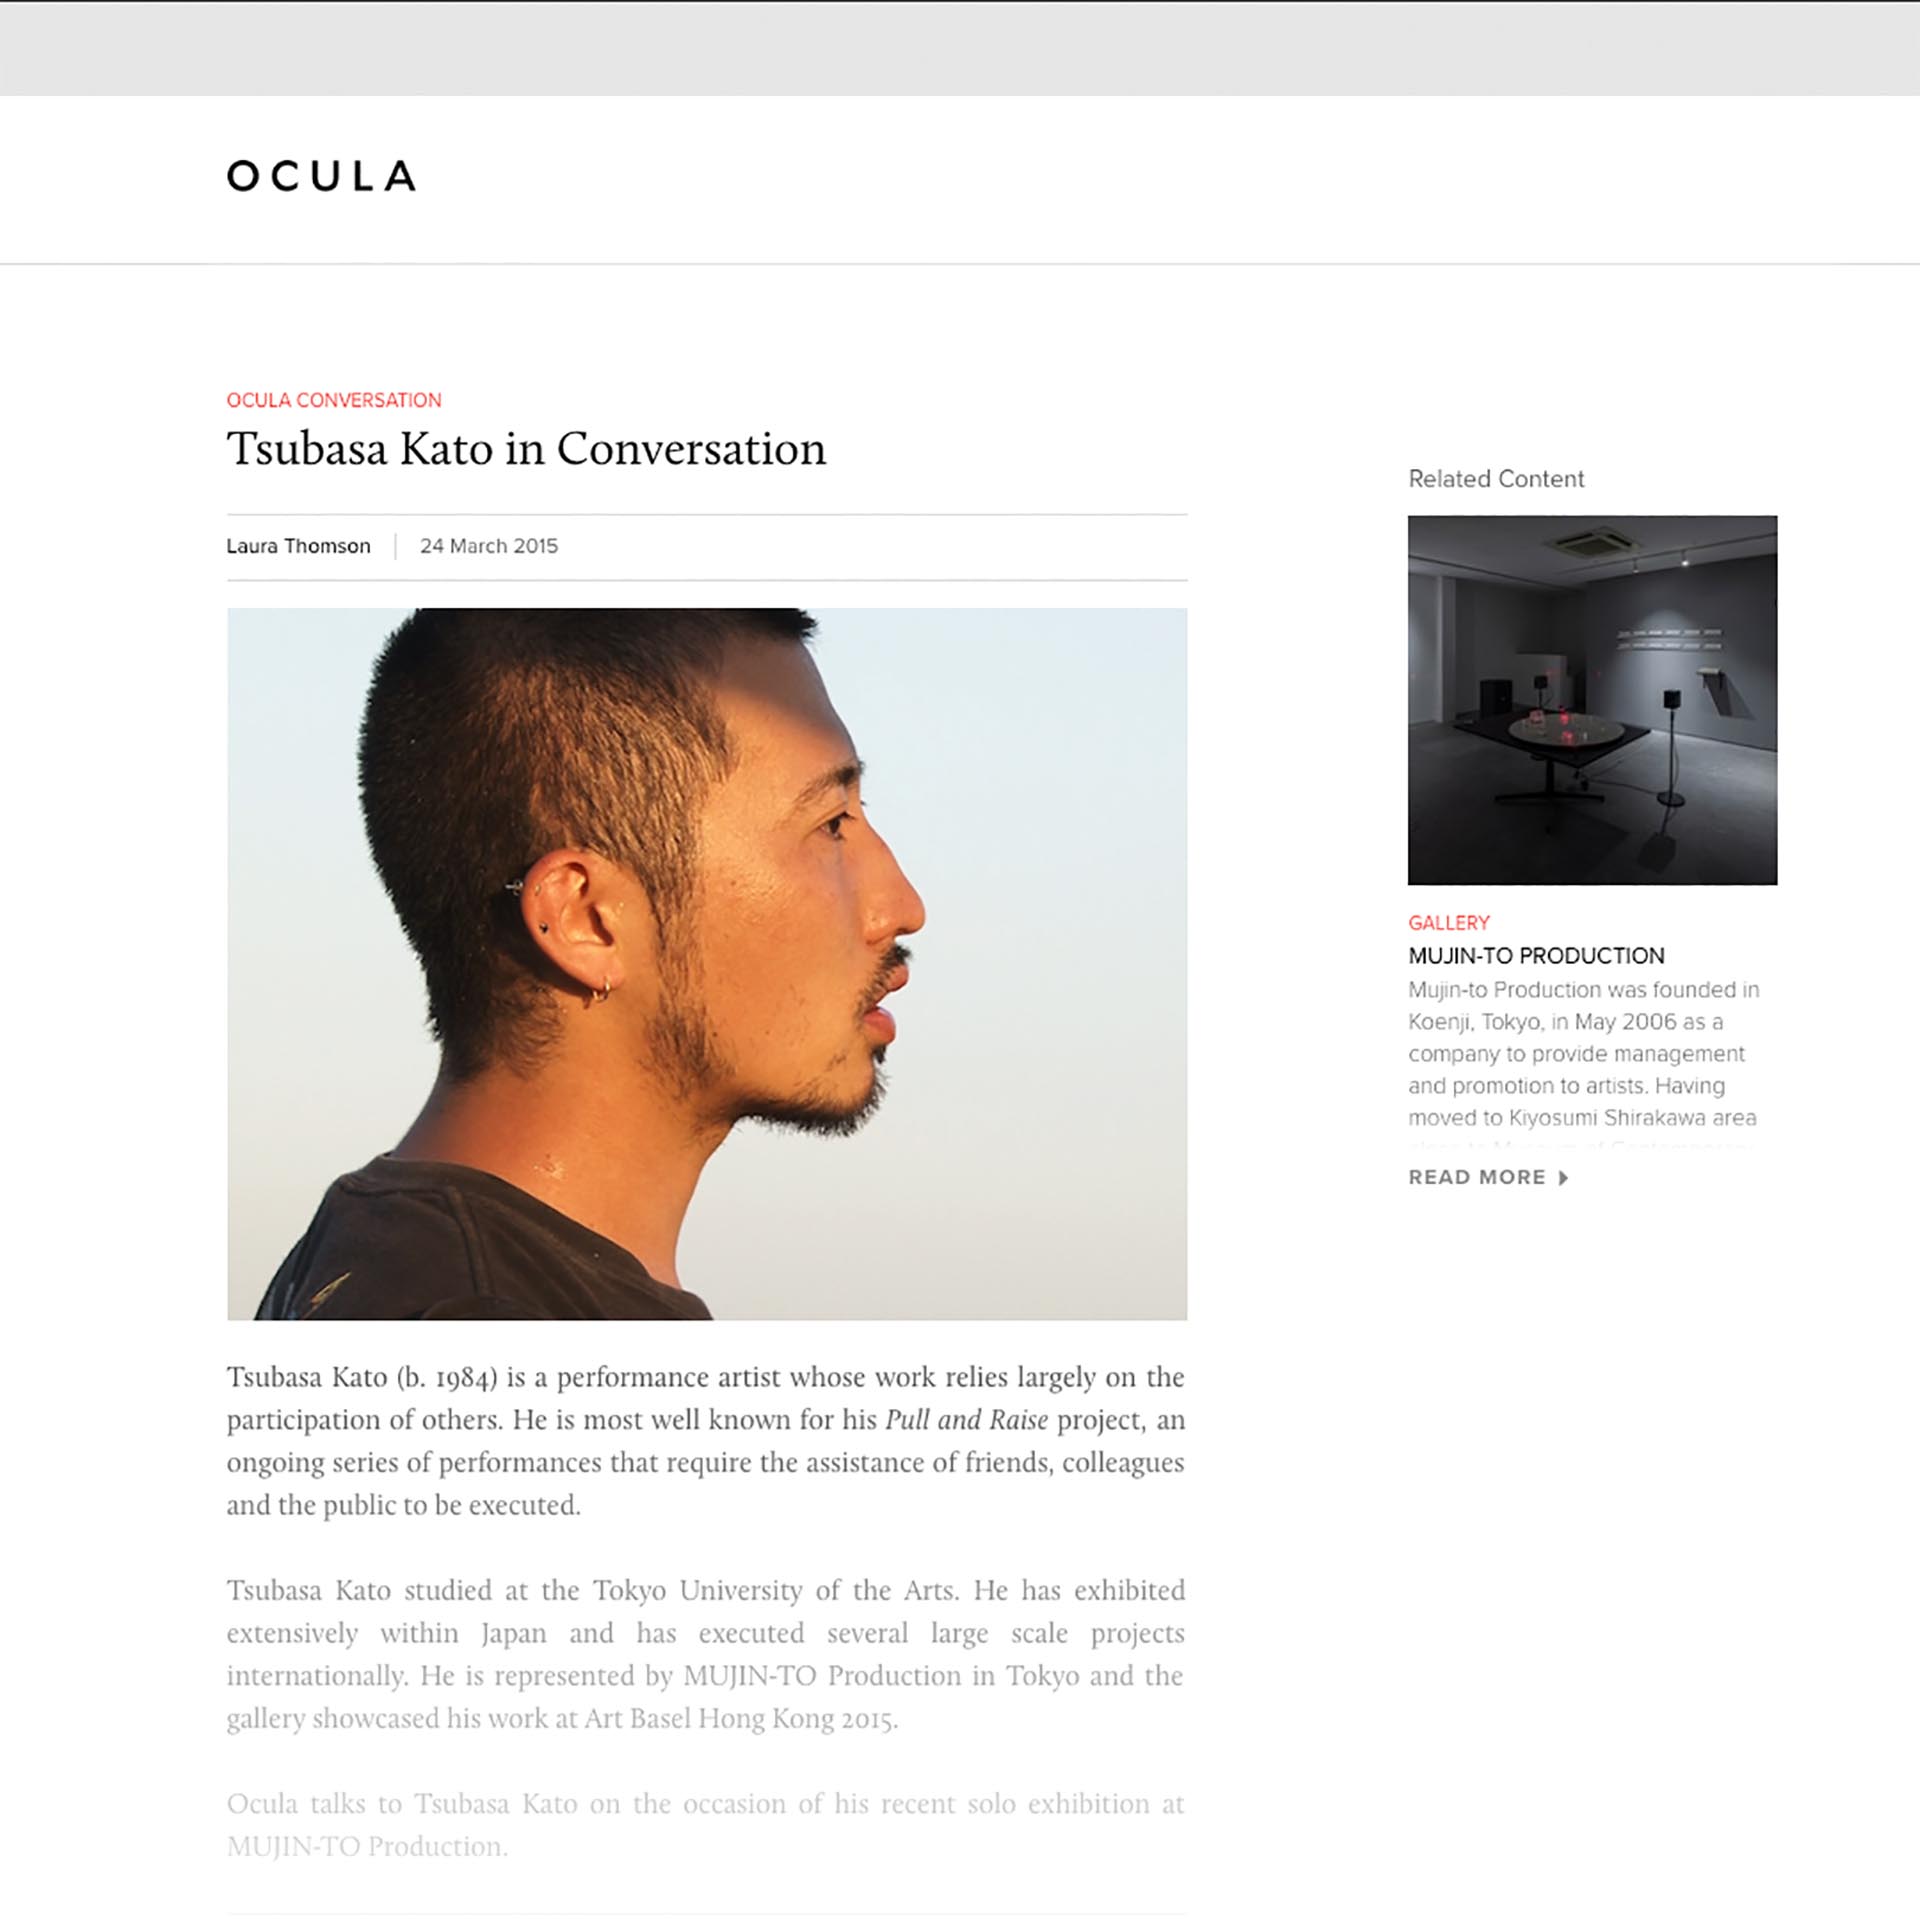 OCULA
OCULA CONVERSATION
Tsubasa Kato in Conversation
Laura Thomson
24 March 2015
Tsubasa Kato (b. 1984) is a performance artist whose work relies largely on the
participation of others. He is most well known for his Pull and Raise project, an
ongoing series of performances that require the assistance of friends, colleagues
and the public to be executed.
Tsubasa Kato studied at the Tokyo University of the Arts. He has exhibited
extensively within Japan and has executed several large scale projects
internationally. He is represented by MUJIN-TO Production in Tokyo and the
gallery showcased his work at Art Basel Hong Kong 2015.
Ocula talks to Tsubasa Kato on the occasion of his recent solo exhibition at
MUJIN-TO Production.
Related Content
GALLERY
MUJIN-TO PRODUCTION
Mujin-to Production was founded in
Koenji, Tokyo, in May 2006 as a
company to provide management
and promotion to artists. Having
moved to Kiyosumi Shirakawa area
READ MORE